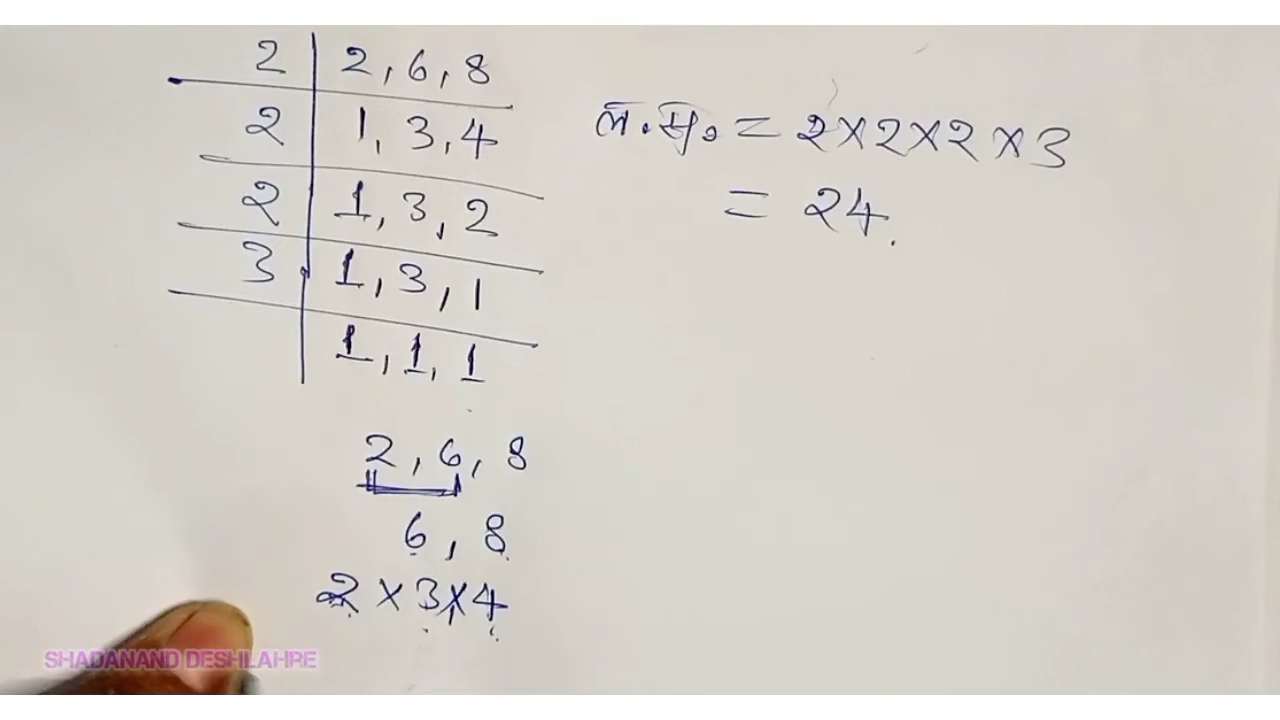 2 | 2, 6, 8
2 | 1, 3, 4
2 | 1, 3, 2
3 | 1, 3, 1
1, 1, 1
ल.स. = 2×2×2×3
= 24.
2, 6, 8
6, 8
2×3×4
SHADANAND DESHLAHRE